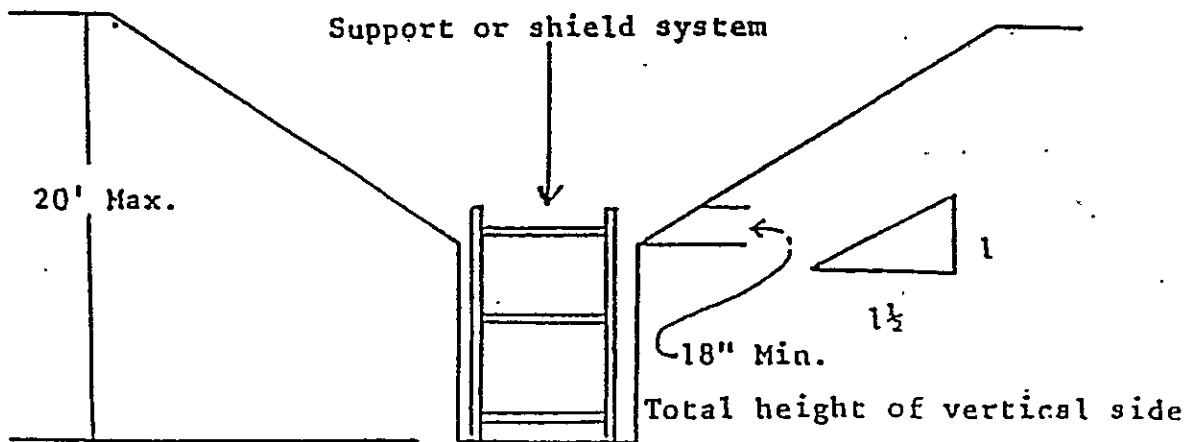 Support or shield system
20' Max.
1
1½
18" Min.
Total height of vertical side